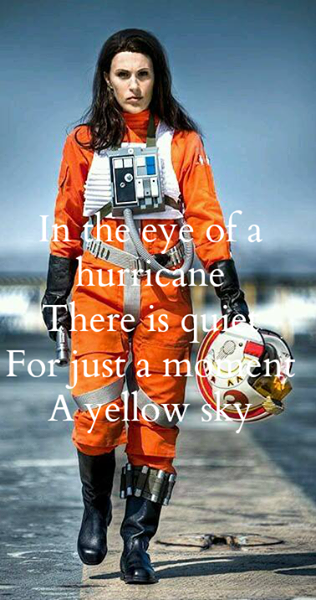 In the eye of a
hurricane
There is quiet
For just a moment
A yellow sky